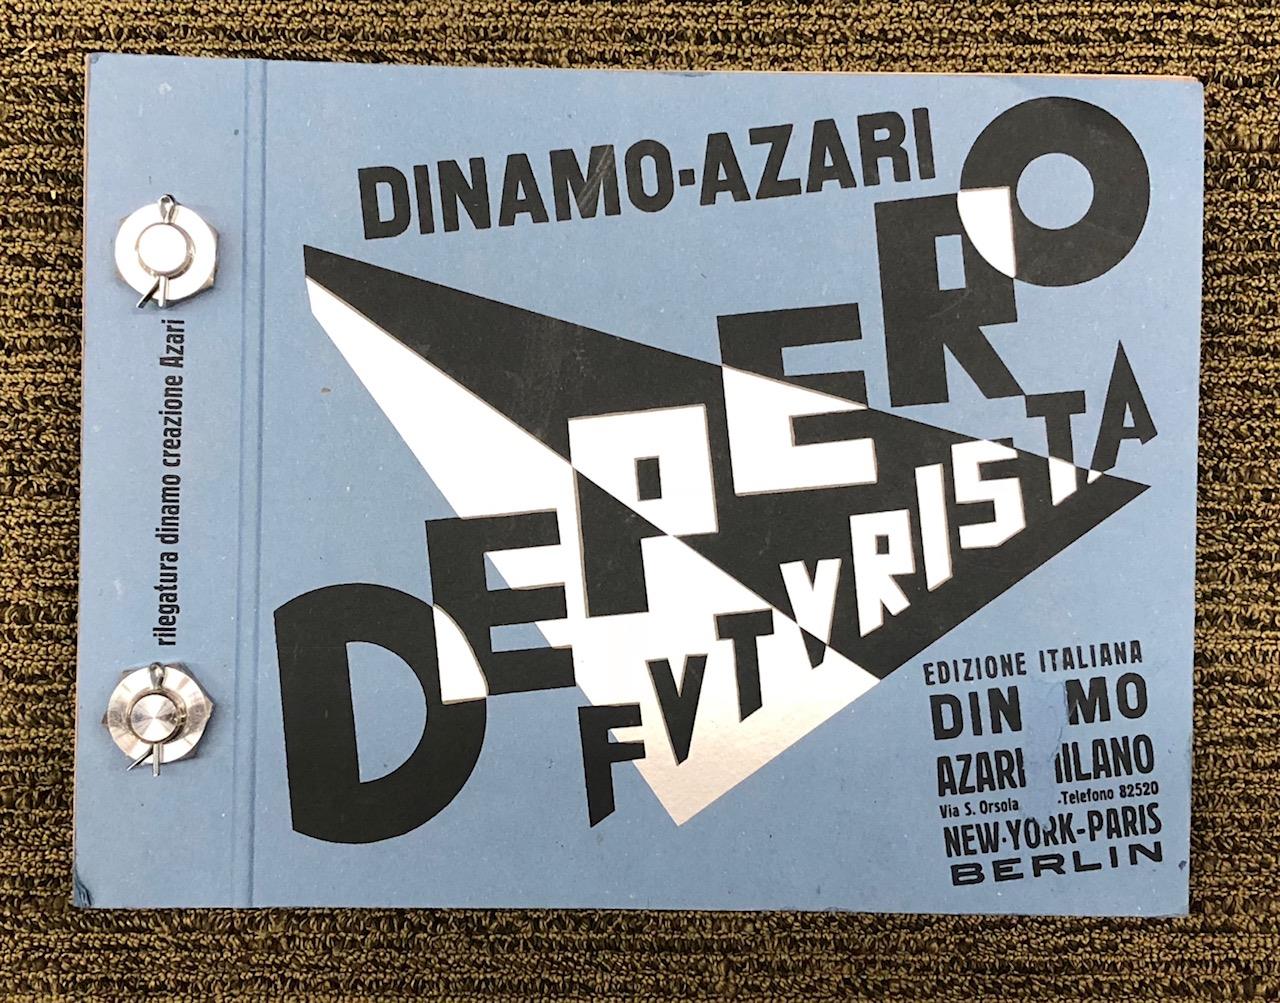 DINAMO-AZARI
DEPERO
FVTVRISTA
rilegatura dinamo creazione Azari
EDIZIONE ITALIANA
DIN MO
AZARI ILANO
Via S. Orsola -Telefono 82520
NEW-YORK-PARIS
BERLIN